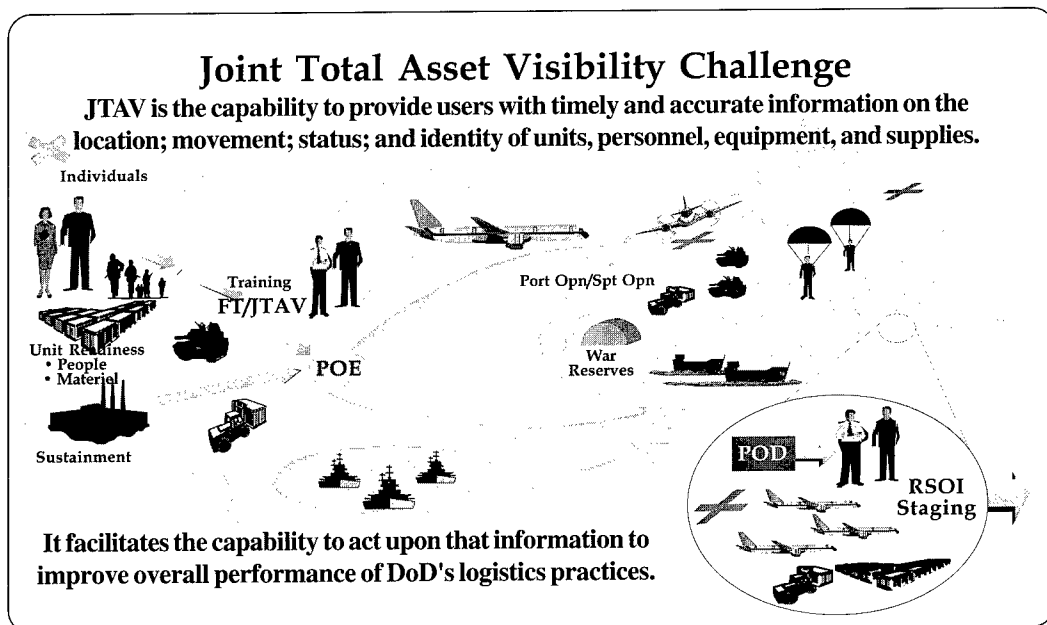 Joint Total Asset Visibility Challenge
JTAV is the capability to provide users with timely and accurate information on the
location; movement; status; and identity of units, personnel, equipment, and supplies.
Individuals
Training
FT/JTAV
Port Opn/Spt Opn
Unit Readiness
• People
• Materiel
POE
War
Reserves
Sustainment
POD
RSOI
Staging
It facilitates the capability to act upon that information to
improve overall performance of DoD's logistics practices.